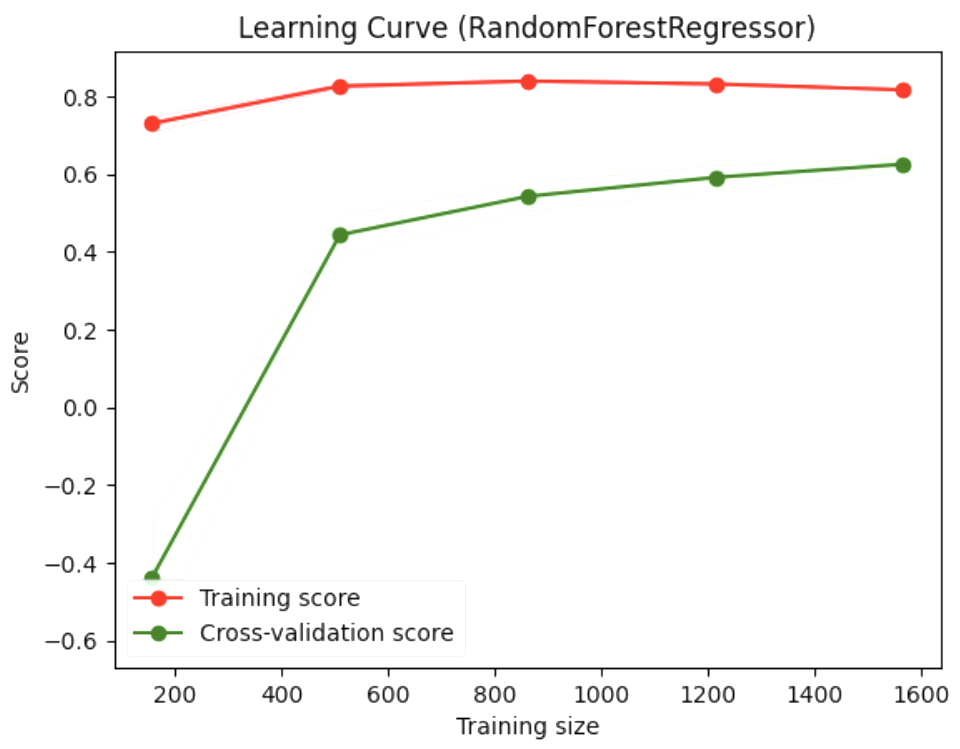 Learning Curve (RandomForestRegressor)
0.8
0.6
0.4
0.2
0.0
−0.2
−0.4
−0.6
Score
Training score
Cross-validation score
200 400 600 800 1000 1200 1400 1600
Training size